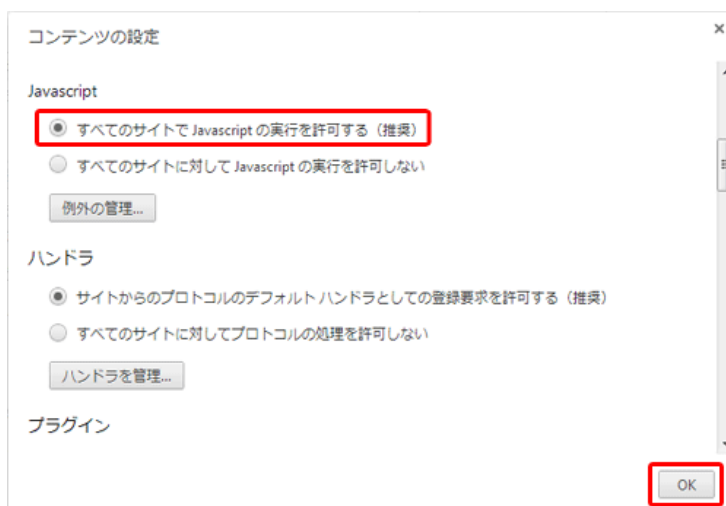 コンテンツの設定
×
Javascript
すべてのサイトで Javascript の実行を許可する（推奨）
すべてのサイトに対して Javascript の実行を許可しない
例外の管理...
ハンドラ
サイトからのプロトコルのデフォルト ハンドラとしての登録要求を許可する（推奨）
すべてのサイトに対してプロトコルの処理を許可しない
ハンドラを管理...
プラグイン
OK